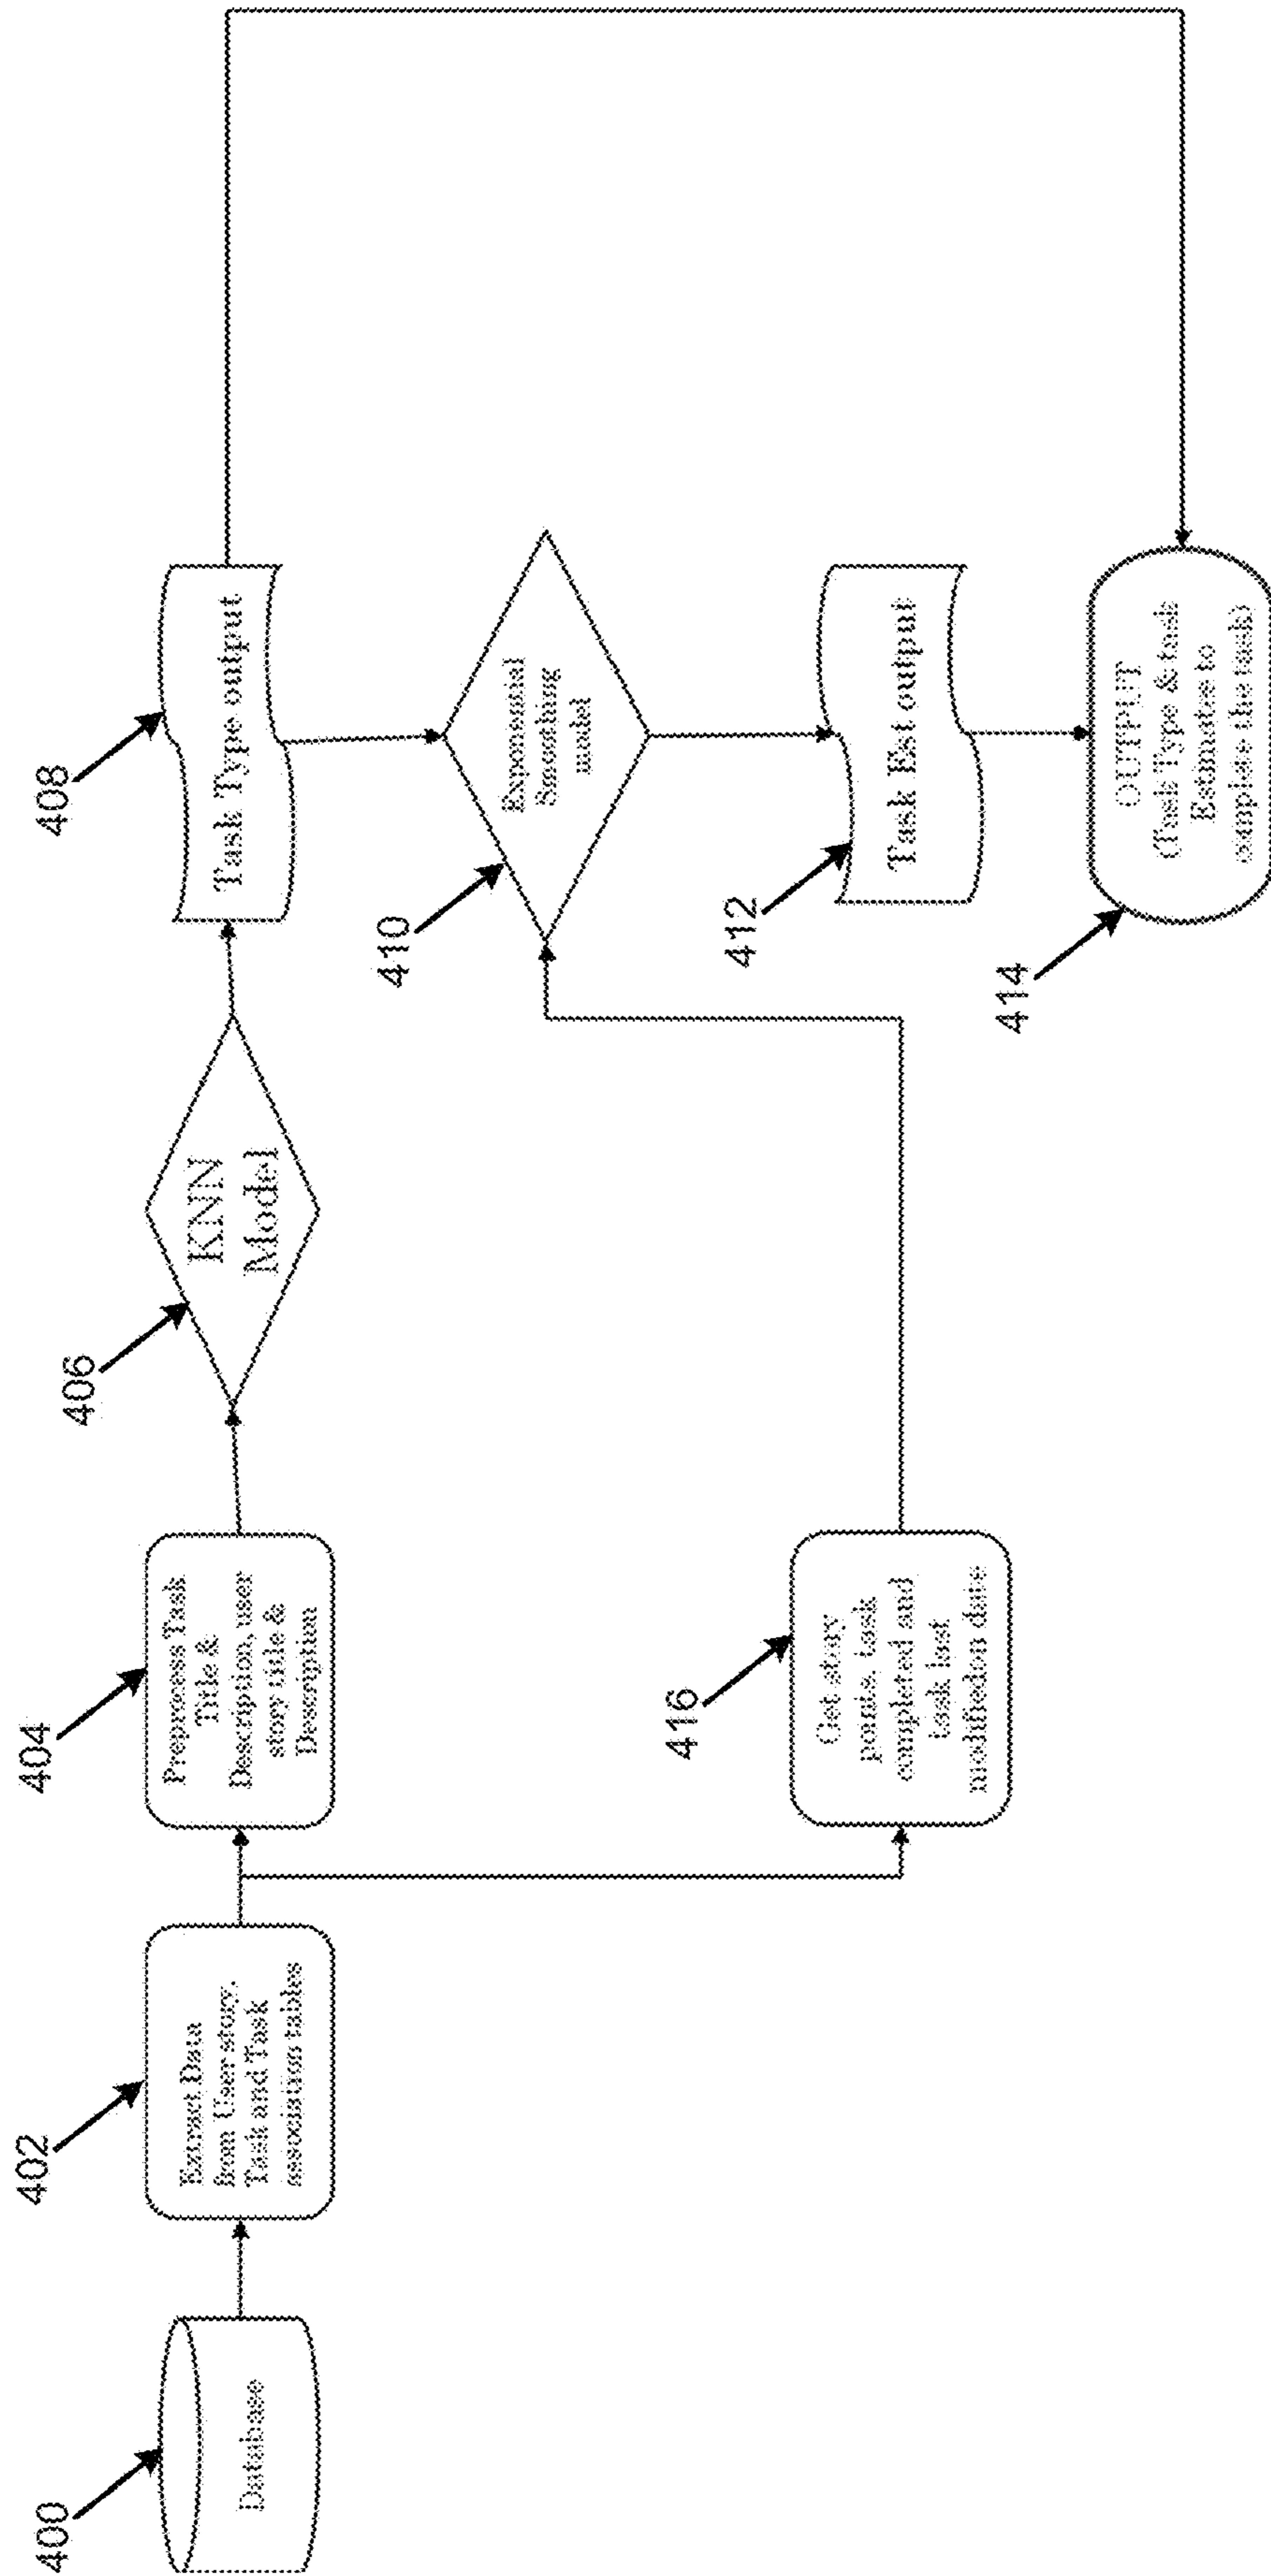 400
Database
402
Extract Data
from User story,
Task and Task
association tables
404
Preprocess Task
Title &
Description, user
story title &
Description
406
KNN
Model
408
Task Type output
410
Exponential
Smoothing
model
412
Task Est output
414
OUTPUT
(Task Type & task
Estimates to
complete the task)
416
Get story
points, task
completed and
task last
modifiedon date